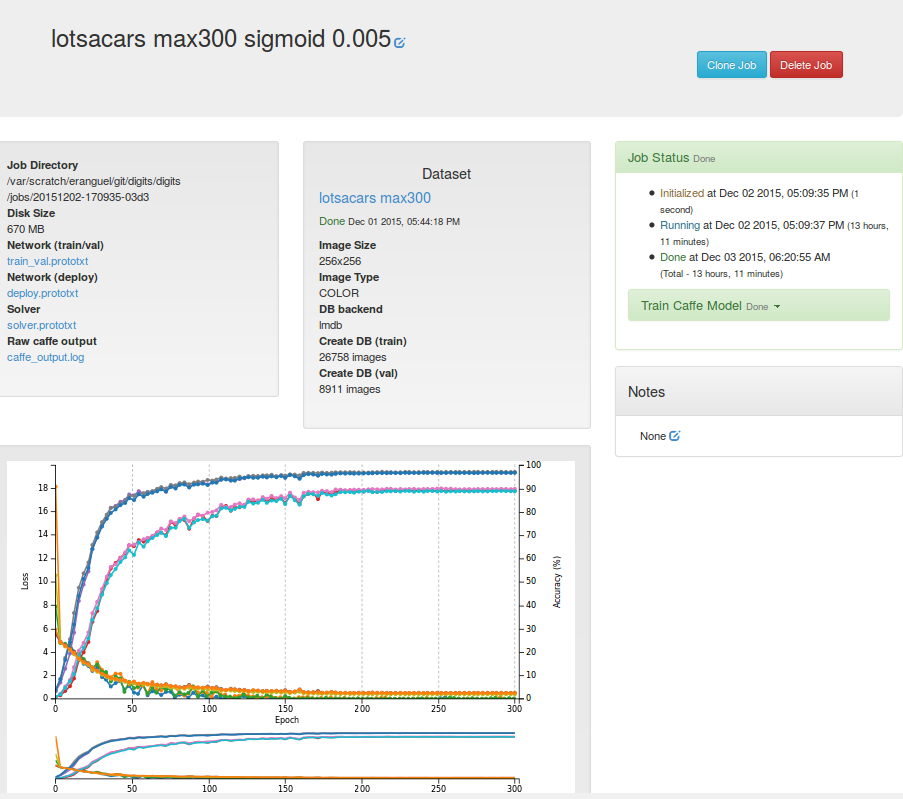 lotsacars max300 sigmoid 0.005
Clone Job
Delete Job
Job Directory
/var/scratch/eranguel/git/digits/digits
/jobs/20151202-170935-03d3
Disk Size
670 MB
Network (train/val)
train_val.prototxt
Network (deploy)
deploy.prototxt
Solver
solver.prototxt
Raw caffe output
caffe_output.log
Dataset
lotsacars max300
Done Dec 01 2015, 05:44:18 PM
Image Size
256x256
Image Type
COLOR
DB backend
lmdb
Create DB (train)
26758 images
Create DB (val)
8911 images
Job Status Done
Initialized at Dec 02 2015, 05:09:35 PM (1
second)
Running at Dec 02 2015, 05:09:37 PM (13 hours,
11 minutes)
Done at Dec 03 2015, 06:20:55 AM
(Total - 13 hours, 11 minutes)
Train Caffe Model Done
Notes
None
Loss
18
16
14
12
10
8
6
4
2
0
100
90
80
70
60
50
40
30
20
10
0
Accuracy (%)
0 50 100 150 200 250 300
Epoch
0 50 100 150 200 250 300